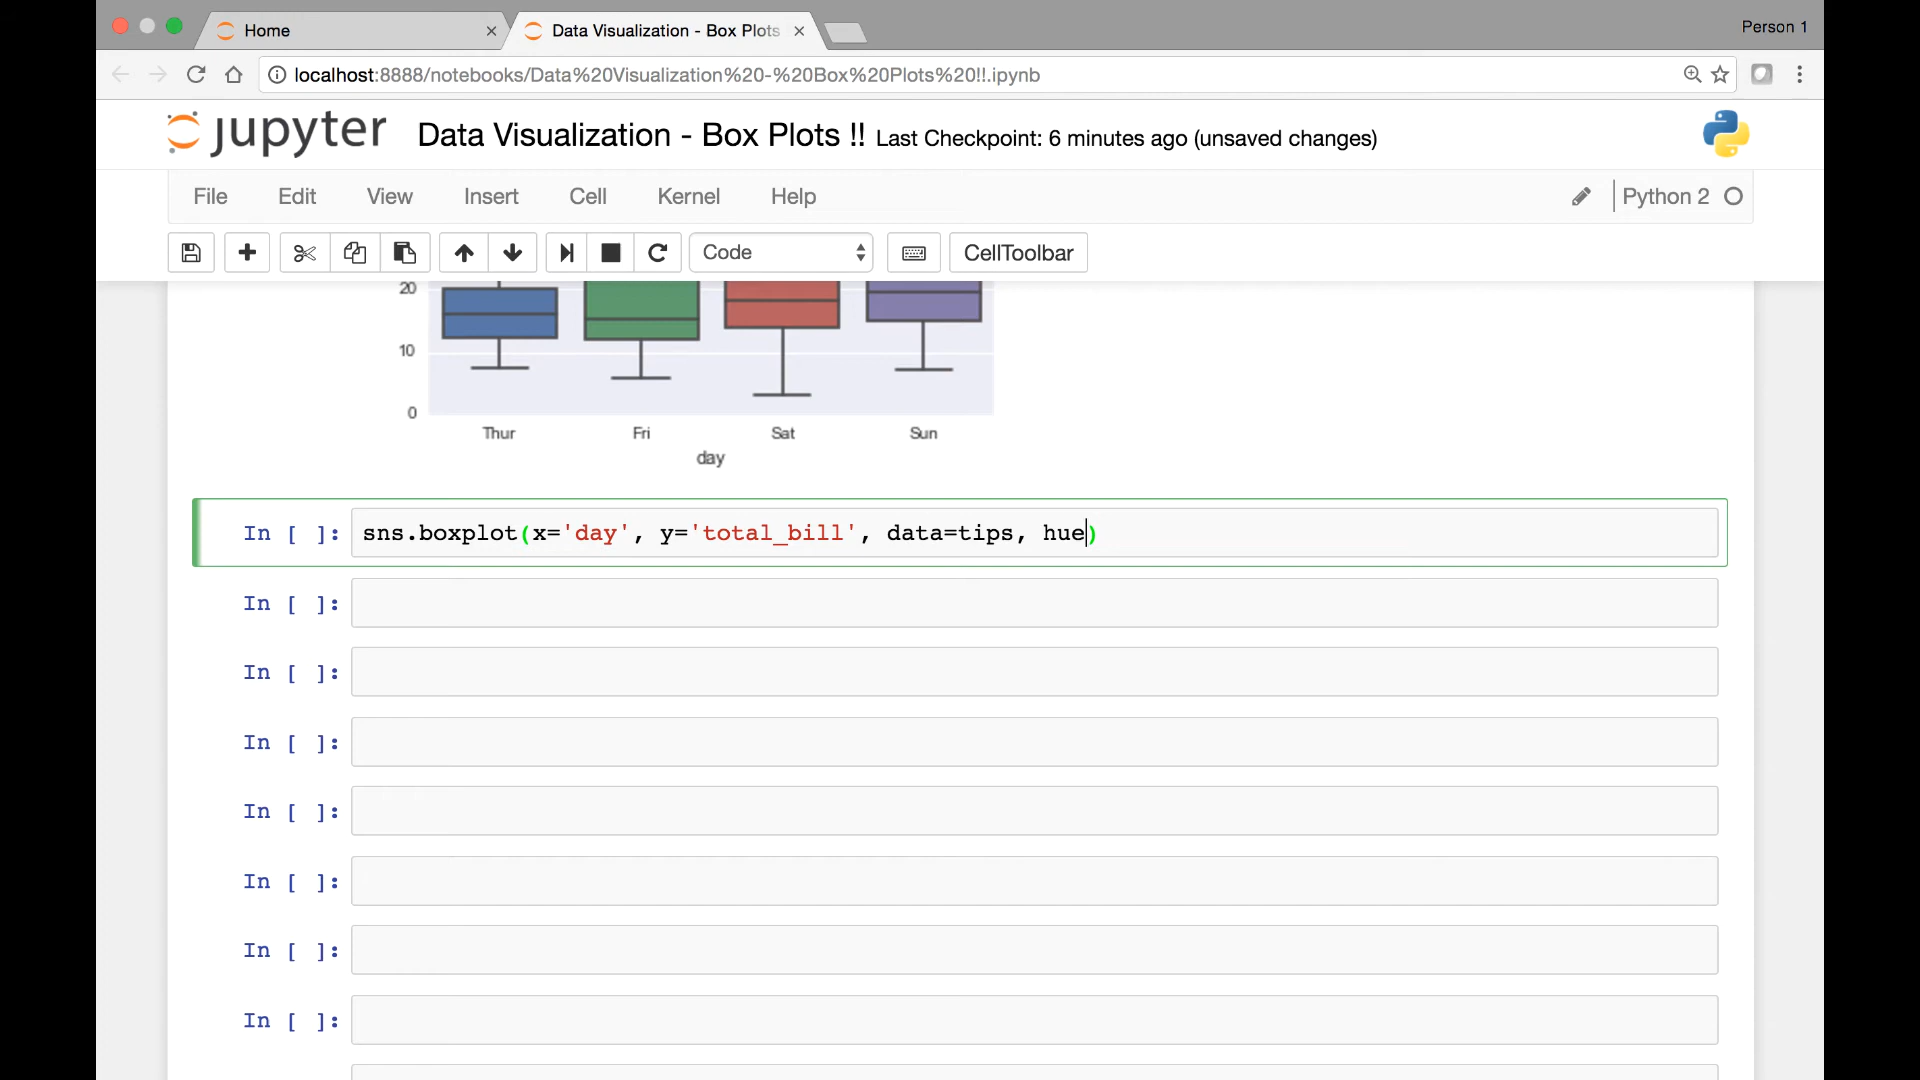 Home
Data Visualization - Box Plots
Person 1
localhost:8888/notebooks/Data%20Visualization%20-%20Box%20Plots%20!!.ipynb
jupyter Data Visualization - Box Plots !! Last Checkpoint: 6 minutes ago (unsaved changes)
File Edit View Insert Cell Kernel Help Python 2
Code CellToolbar
20
10
0
Thur Fri Sat Sun
day
In [ ]: sns.boxplot(x='day', y='total_bill', data=tips, hue)
In [ ]:
In [ ]:
In [ ]:
In [ ]:
In [ ]:
In [ ]:
In [ ]: